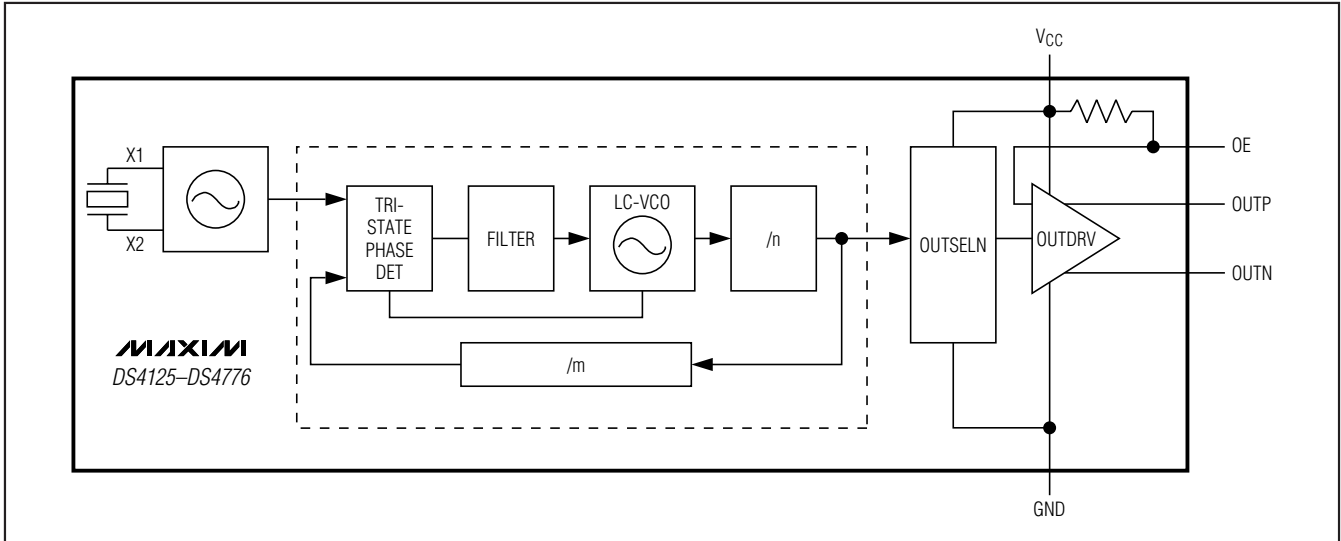 VCC
X1
X2
TRI-
STATE
PHASE
DET
FILTER
LC-VCO
/n
/m
OUTSELN
OUTDRV
OE
OUTP
OUTN
GND
MAXIM
DS4125–DS4776